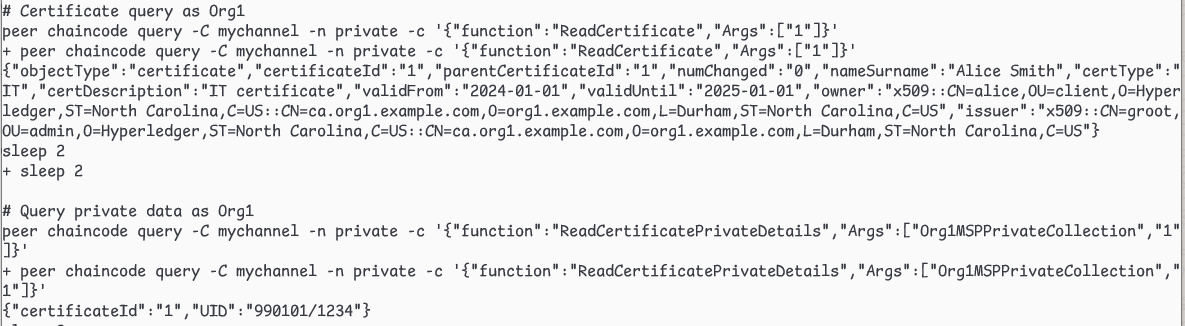 # Certificate query as Org1
peer chaincode query -C mychannel -n private -c '{"function":"ReadCertificate","Args":["1"]}'
+ peer chaincode query -C mychannel -n private -c '{"function":"ReadCertificate","Args":["1"]}'
{"objectType":"certificate","certificateId":"1","parentCertificateId":"1","numChanged":"0","nameSurname":"Alice Smith","certType":"
IT","certDescription":"IT certificate","validFrom":"2024-01-01","validUntil":"2025-01-01","owner":"x509::CN=alice,OU=client,O=Hyper
ledger,ST=North Carolina,C=US::CN=ca.org1.example.com,O=org1.example.com,L=Durham,ST=North Carolina,C=US","issuer":"x509::CN=groot,
OU=admin,O=Hyperledger,ST=North Carolina,C=US::CN=ca.org1.example.com,O=org1.example.com,L=Durham,ST=North Carolina,C=US"}
sleep 2
+ sleep 2
# Query private data as Org1
peer chaincode query -C mychannel -n private -c '{"function":"ReadCertificatePrivateDetails","Args":["Org1MSPPrivateCollection","1"
]}'
+ peer chaincode query -C mychannel -n private -c '{"function":"ReadCertificatePrivateDetails","Args":["Org1MSPPrivateCollection","
1"]}'
{"certificateId":"1","UID":"990101/1234"}